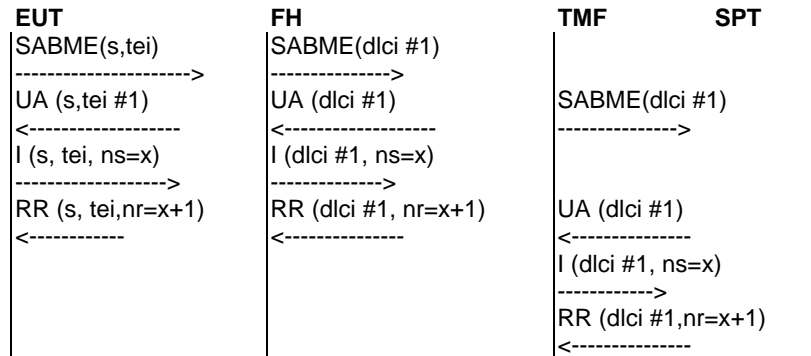 EUT FH TMF SPT
SABME(s,tei) SABME(dlci #1)
----------------------> --------------->
UA (s,tei #1) UA (dlci #1) SABME(dlci #1)
<------------------- <------------------- --------------->
I (s, tei, ns=x) I (dlci #1, ns=x)
-------------------> -------------->
RR (s, tei,nr=x+1) RR (dlci #1, nr=x+1) UA (dlci #1)
<------------ <--------------- <---------------
I (dlci #1, ns=x)
------------>
RR (dlci #1,nr=x+1)
<---------------